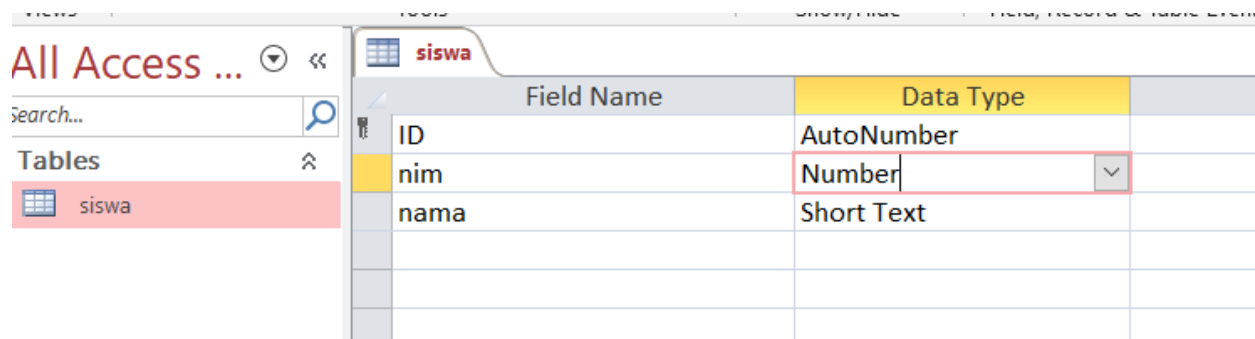 All Access ...
siswa
Search...
Field Name
Data Type
ID
AutoNumber
Tables
nim
Number
siswa
nama
Short Text